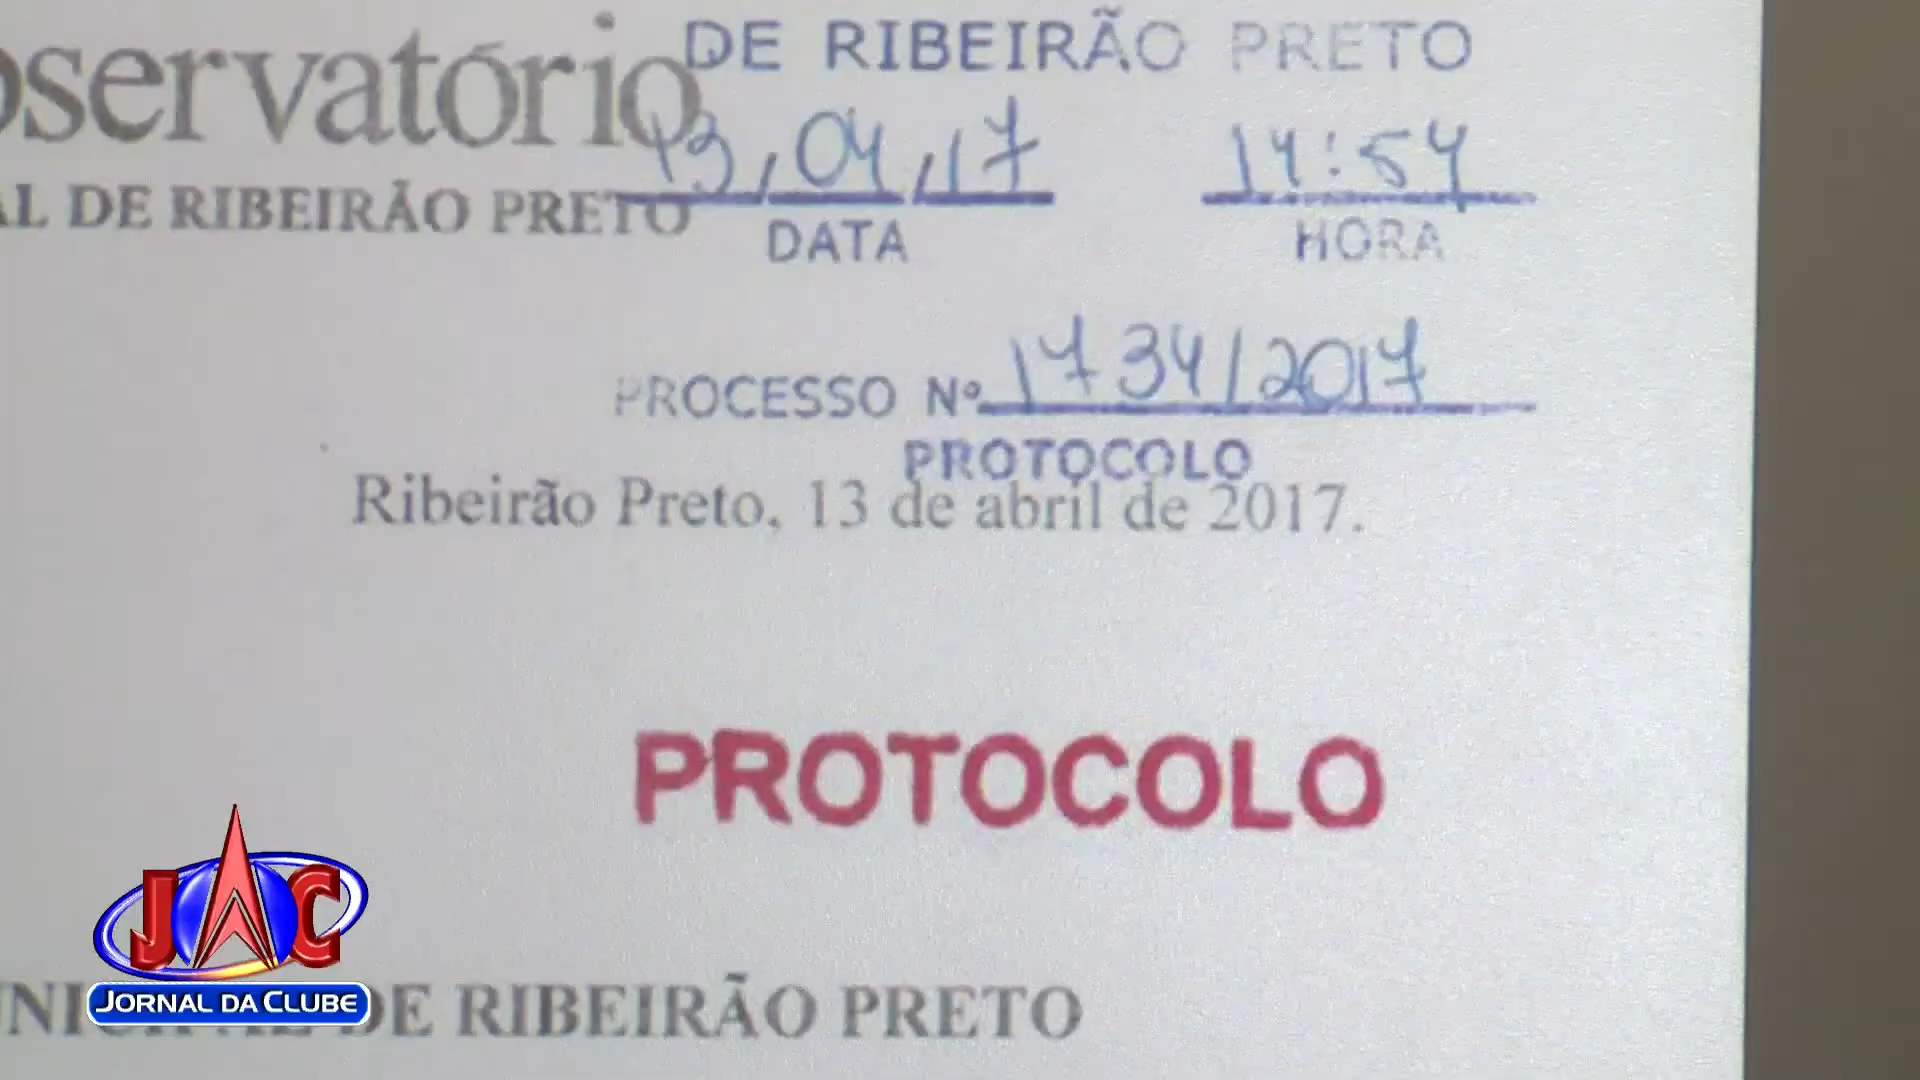 DE RIBEIRÃO PRETO
bservatório
13/04/17 14:54
AL DE RIBEIRÃO PRETO
DATA HORA
PROCESSO Nº 1734/2017
PROTOCOLO
Ribeirão Preto, 13 de abril de 2017.
PROTOCOLO
JAC
JORNAL DA CLUBE
DE RIBEIRÃO PRETO